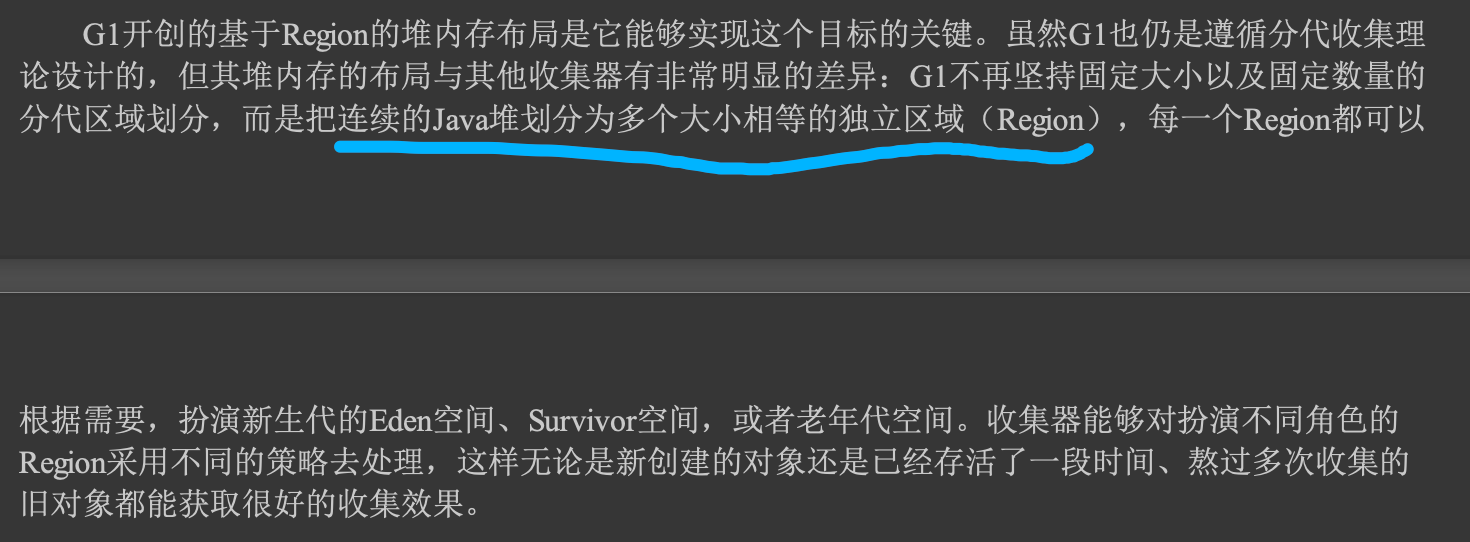 G1开创的基于Region的堆内存布局是它能够实现这个目标的关键。虽然G1也仍是遵循分代收集理
论设计的，但其堆内存的布局与其他收集器有非常明显的差异：G1不再坚持固定大小以及固定数量的
分代区域划分，而是把连续的Java堆划分为多个大小相等的独立区域（Region），每一个Region都可以
根据需要，扮演新生代的Eden空间、Survivor空间，或者老年代空间。收集器能够对扮演不同角色的
Region采用不同的策略去处理，这样无论是新创建的对象还是已经存活了一段时间、熬过多次收集的
旧对象都能获取很好的收集效果。